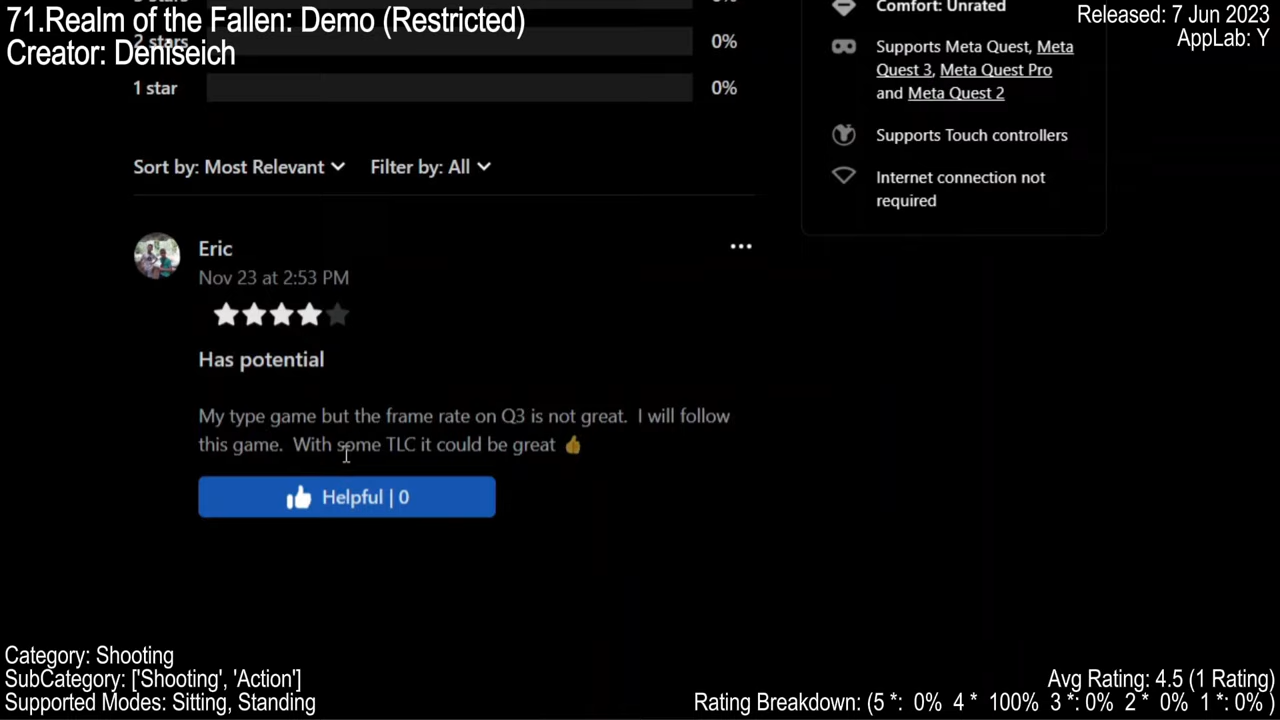 71.Realm of the Fallen: Demo (Restricted)
Creator: Deniseich
Released: 7 Jun 2023
AppLab: Y
2 stars 0%
1 star 0%
Sort by: Most Relevant Filter by: All
Eric
Nov 23 at 2:53 PM
Has potential
My type game but the frame rate on Q3 is not great. I will follow
this game. With some TLC it could be great 👍
Helpful | 0
Comfort: Unrated
Supports Meta Quest, Meta
Quest 3, Meta Quest Pro
and Meta Quest 2
Supports Touch controllers
Internet connection not
required
Category: Shooting
SubCategory: ['Shooting', 'Action']
Supported Modes: Sitting, Standing
Avg Rating: 4.5 (1 Rating)
Rating Breakdown: (5 *: 0% 4 * 100% 3 *: 0% 2 * 0% 1 *: 0% )